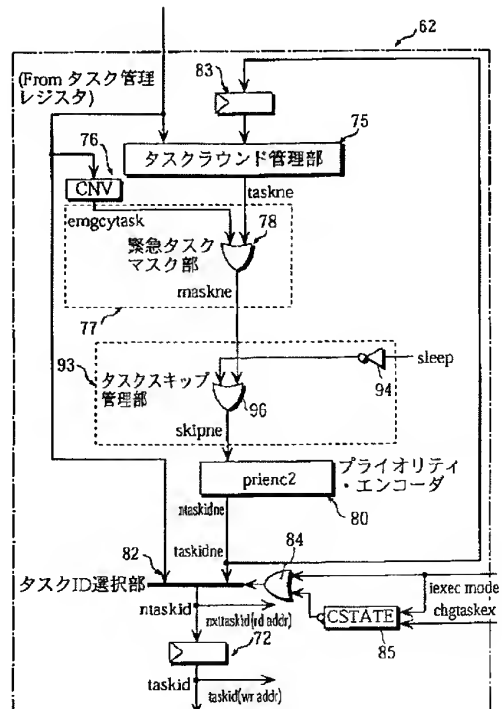 62
(From タスク管理
レジスタ)
83
75
76
タスクラウンド管理部
CNV
taskne
emgcytask
78
緊急タスク
マスク部
maskne
77
93
sleep
94
タスクスキップ
管理部
96
skipne
プライオリティ
・エンコーダ
prienc2
ntaskidne
80
82
taskidne
84
タスクID選択部
iexec mode
ntaskid
nxttaskid(rd addr)
CSTATE
chgtaskex
72
85
taskid
taskid(wr addr)